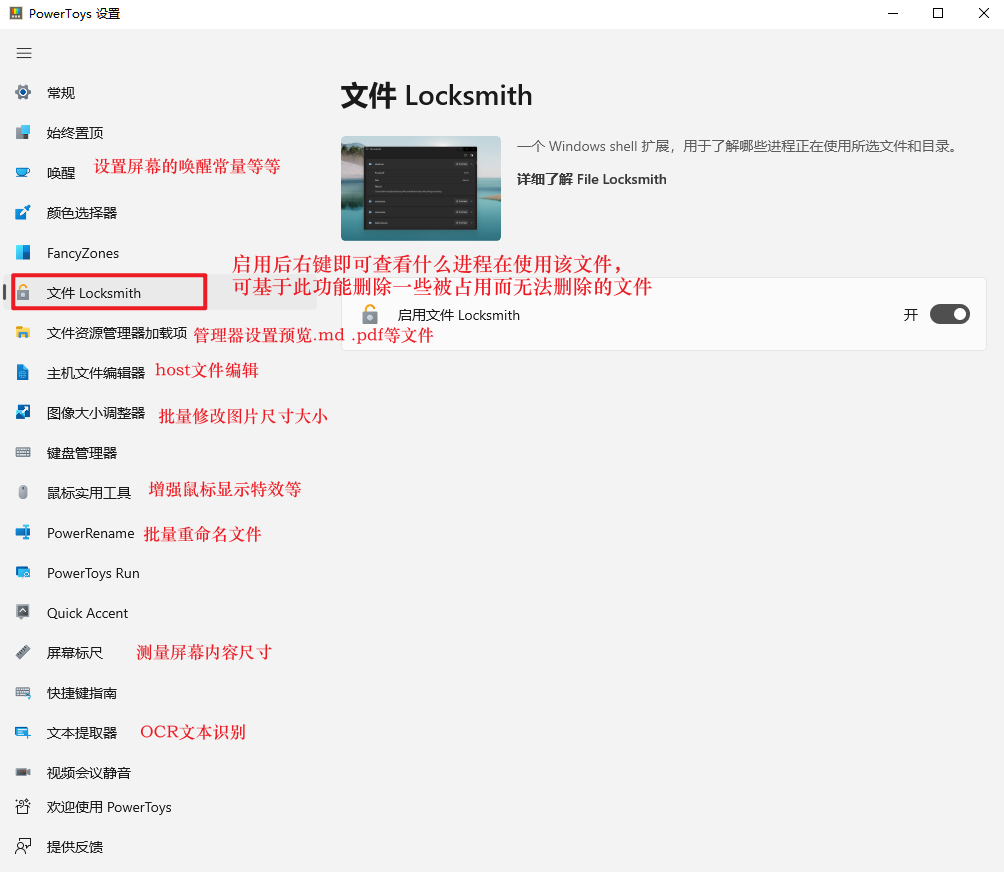 PowerToys 设置
常规
始终置顶
唤醒 设置屏幕的唤醒常量等等
颜色选择器
FancyZones
文件 Locksmith
文件资源管理器加载项 管理器设置预览.md .pdf等文件
主机文件编辑器 host文件编辑
图像大小调整器 批量修改图片尺寸大小
键盘管理器
鼠标实用工具 增强鼠标显示特效等
PowerRename 批量重命名文件
PowerToys Run
Quick Accent
屏幕标尺 测量屏幕内容尺寸
快捷键指南
文本提取器 OCR文本识别
视频会议静音
欢迎使用 PowerToys
提供反馈
文件 Locksmith
一个 Windows shell 扩展，用于了解哪些进程正在使用所选文件和目录。
详细了解 File Locksmith
启用后右键即可查看什么进程在使用该文件，
可基于此功能删除一些被占用而无法删除的文件
启用文件 Locksmith 开